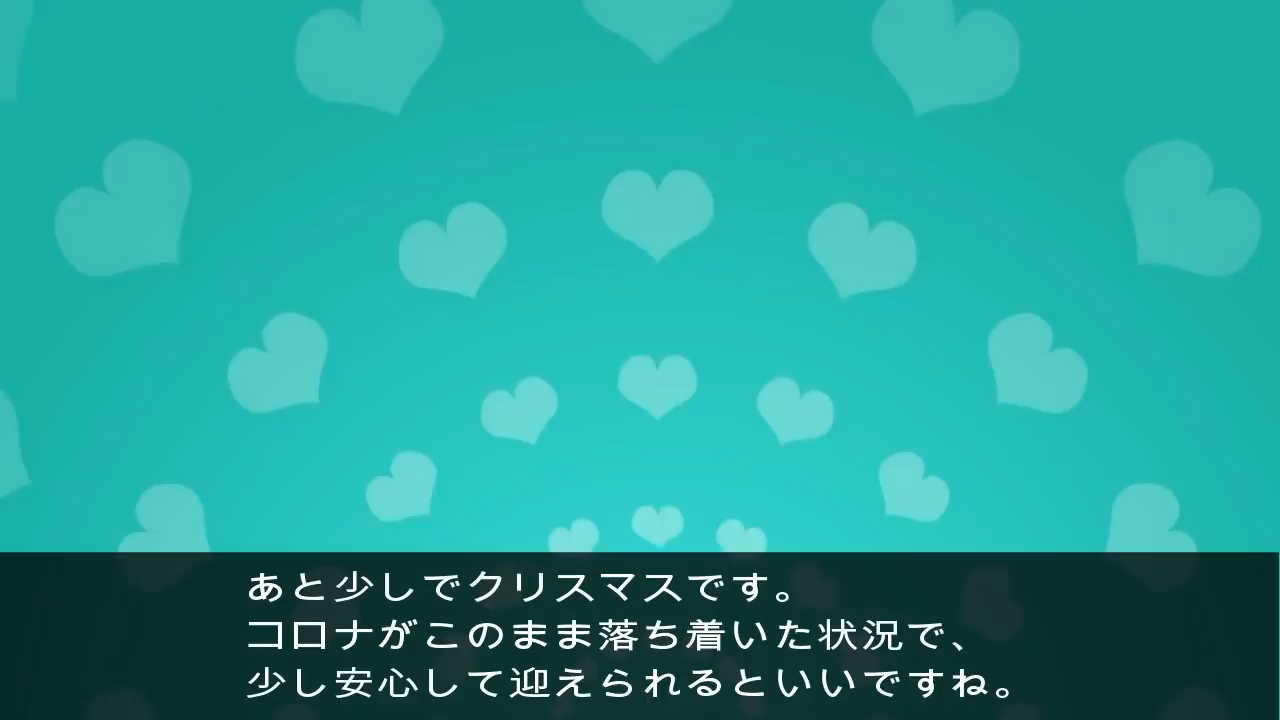 あと少しでクリスマスです。
コロナがこのまま落ち着いた状況で、
少し安心して迎えられるといいですね。